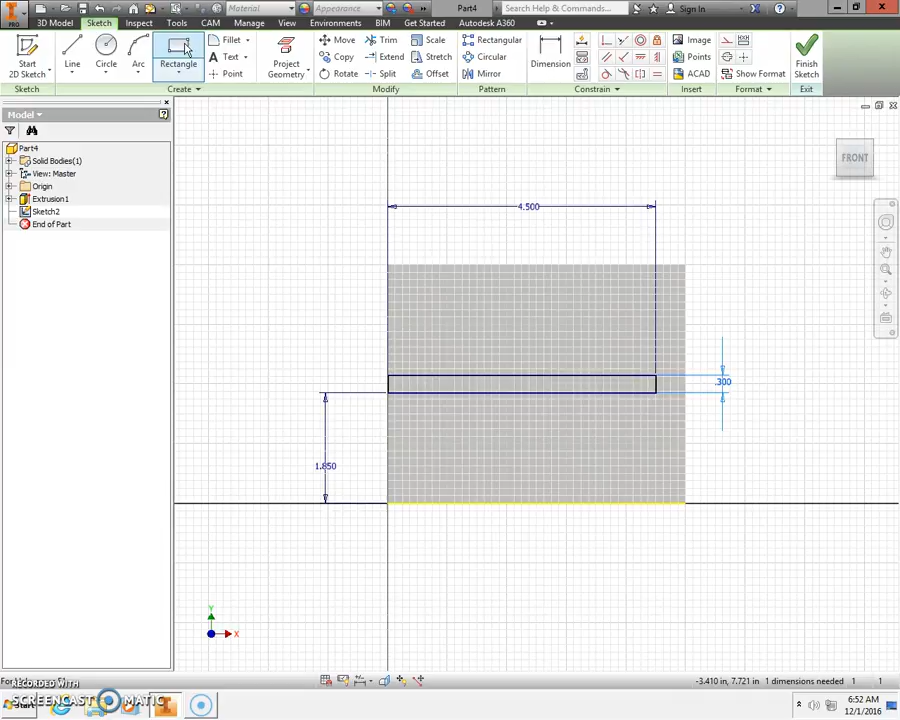 Material
Appearance
Part4
Search Help & Commands...
Sign In
PRO
3D Model
Sketch
Inspect
Tools
CAM
Manage
View
Environments
BIM
Get Started
Autodesk A360
Start
2D Sketch
Line
Circle
Arc
Rectangle
Fillet
Text
Point
Project
Geometry
Move
Copy
Rotate
Trim
Extend
Split
Scale
Stretch
Offset
Rectangular
Circular
Mirror
Dimension
Image
Points
ACAD
Show Format
Finish
Sketch
Sketch
Create
Modify
Pattern
Constrain
Insert
Format
Exit
Model
Part4
Solid Bodies(1)
View: Master
Origin
Extrusion1
Sketch2
End of Part
FRONT
4.500
.300
1.850
Y
X
RECORDED WITH
SCREENCAST MATIC
-3.410 in, 7.721 in
1 dimensions needed
1
1
Start
6:52 AM
12/1/2016